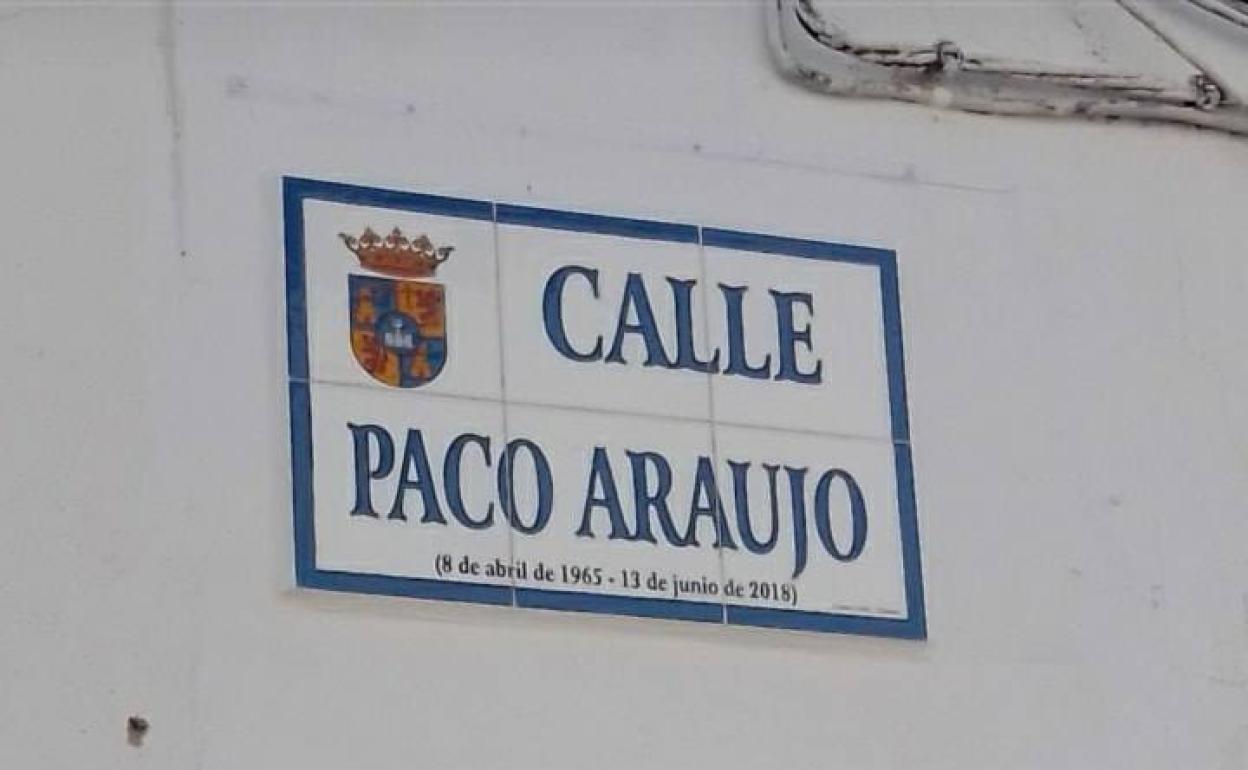 CALLE
PACO ARAUJO
(8 de abril de 1965 - 13 de junio de 2018)